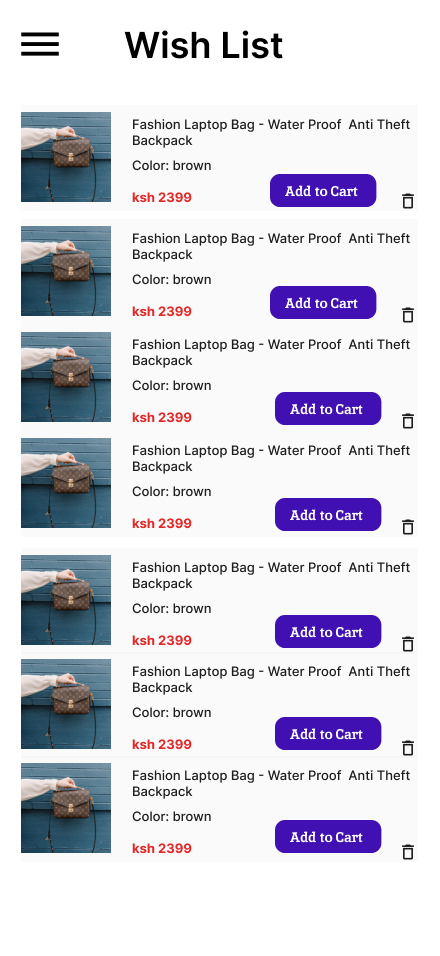 Wish List
Fashion Laptop Bag - Water Proof Anti Theft
Backpack
Color: brown
ksh 2399
Add to Cart
Fashion Laptop Bag - Water Proof Anti Theft
Backpack
Color: brown
ksh 2399
Add to Cart
Fashion Laptop Bag - Water Proof Anti Theft
Backpack
Color: brown
ksh 2399
Add to Cart
Fashion Laptop Bag - Water Proof Anti Theft
Backpack
Color: brown
ksh 2399
Add to Cart
Fashion Laptop Bag - Water Proof Anti Theft
Backpack
Color: brown
ksh 2399
Add to Cart
Fashion Laptop Bag - Water Proof Anti Theft
Backpack
Color: brown
ksh 2399
Add to Cart
Fashion Laptop Bag - Water Proof Anti Theft
Backpack
Color: brown
ksh 2399
Add to Cart